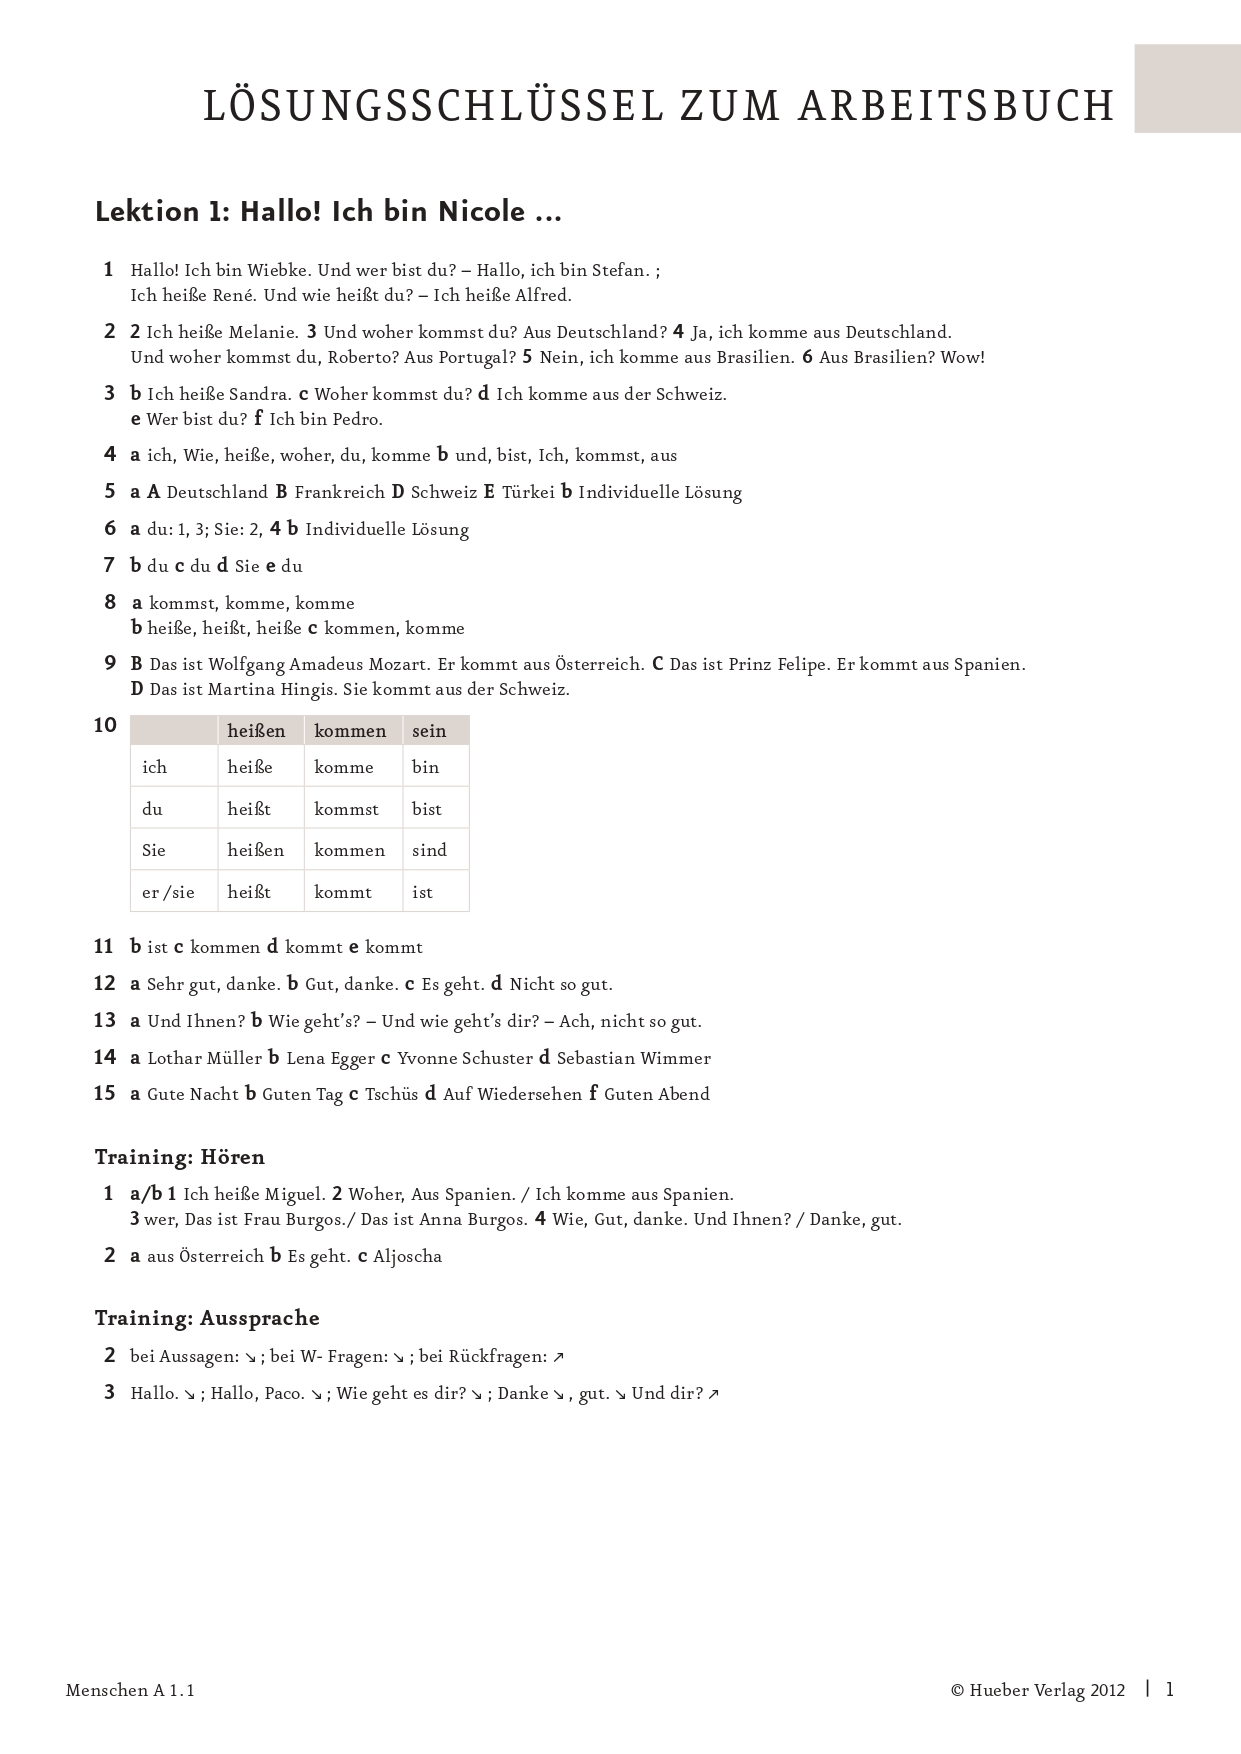 LÖSUNGSSCHLÜSSEL ZUM ARBEITSBUCH
Lektion 1: Hallo! Ich bin Nicole ...
1 Hallo! Ich bin Wiebke. Und wer bist du? – Hallo, ich bin Stefan. ;
Ich heiße René. Und wie heißt du? – Ich heiße Alfred.
2 2 Ich heiße Melanie. 3 Und woher kommst du? Aus Deutschland? 4 Ja, ich komme aus Deutschland.
Und woher kommst du, Roberto? Aus Portugal? 5 Nein, ich komme aus Brasilien. 6 Aus Brasilien? Wow!
3 b Ich heiße Sandra. c Woher kommst du? d Ich komme aus der Schweiz.
e Wer bist du? f Ich bin Pedro.
4 a ich, Wie, heiße, woher, du, komme b und, bist, Ich, kommst, aus
5 a A Deutschland B Frankreich D Schweiz E Türkei b Individuelle Lösung
6 a du: 1, 3; Sie: 2, 4 b Individuelle Lösung
7 b du c du d Sie e du
8 a kommst, komme, komme
b heiße, heißt, heiße c kommen, komme
9 B Das ist Wolfgang Amadeus Mozart. Er kommt aus Österreich. C Das ist Prinz Felipe. Er kommt aus Spanien.
D Das ist Martina Hingis. Sie kommt aus der Schweiz.
10 heißen kommen sein
ich heiße komme bin
du heißt kommst bist
Sie heißen kommen sind
er /sie heißt kommt ist
11 b ist c kommen d kommt e kommt
12 a Sehr gut, danke. b Gut, danke. c Es geht. d Nicht so gut.
13 a Und Ihnen? b Wie geht’s? – Und wie geht’s dir? – Ach, nicht so gut.
14 a Lothar Müller b Lena Egger c Yvonne Schuster d Sebastian Wimmer
15 a Gute Nacht b Guten Tag c Tschüs d Auf Wiedersehen f Guten Abend
Training: Hören
1 a/b 1 Ich heiße Miguel. 2 Woher, Aus Spanien. / Ich komme aus Spanien.
3 wer, Das ist Frau Burgos./ Das ist Anna Burgos. 4 Wie, Gut, danke. Und Ihnen? / Danke, gut.
2 a aus Österreich b Es geht. c Aljoscha
Training: Aussprache
2 bei Aussagen: ↘ ; bei W- Fragen: ↘ ; bei Rückfragen: ↗
3 Hallo. ↘ ; Hallo, Paco. ↘ ; Wie geht es dir? ↘ ; Danke ↘ , gut. ↘ Und dir? ↗
Menschen A 1.1 © Hueber Verlag 2012 | 1